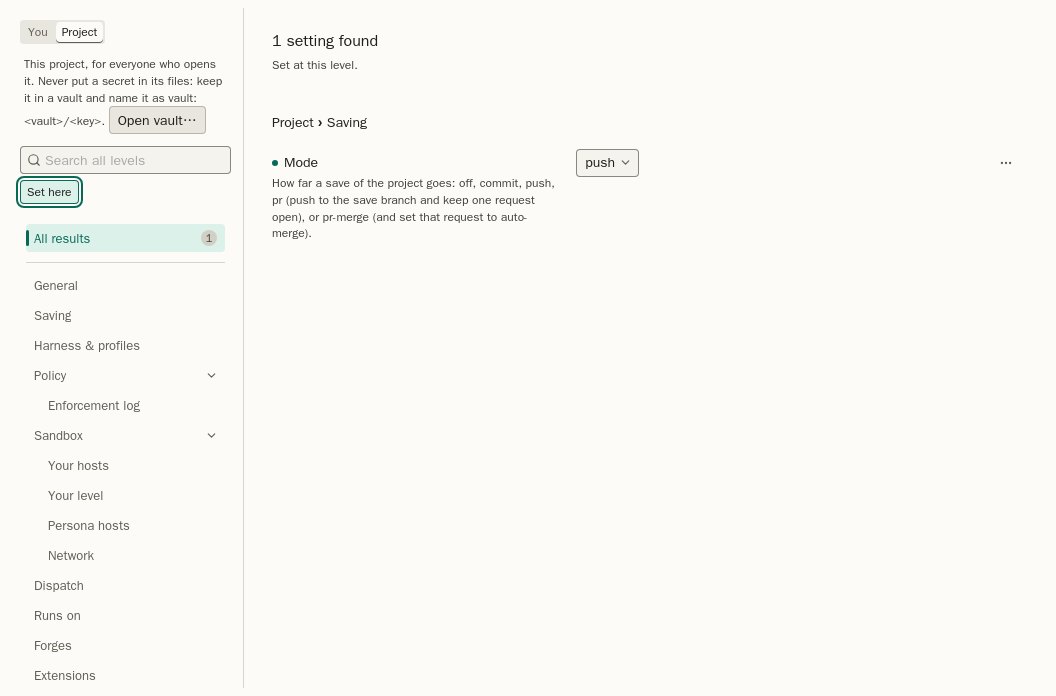 You Project
This project, for everyone who opens
it. Never put a secret in its files: keep
it in a vault and name it as vault:
<vault>/<key>. Open vault···
Search all levels
Set here
All results 1
General
Saving
Harness & profiles
Policy
Enforcement log
Sandbox
Your hosts
Your level
Persona hosts
Network
Dispatch
Runs on
Forges
Extensions
1 setting found
Set at this level.
Project › Saving
Mode push ···
How far a save of the project goes: off, commit, push,
pr (push to the save branch and keep one request
open), or pr-merge (and set that request to auto-
merge).